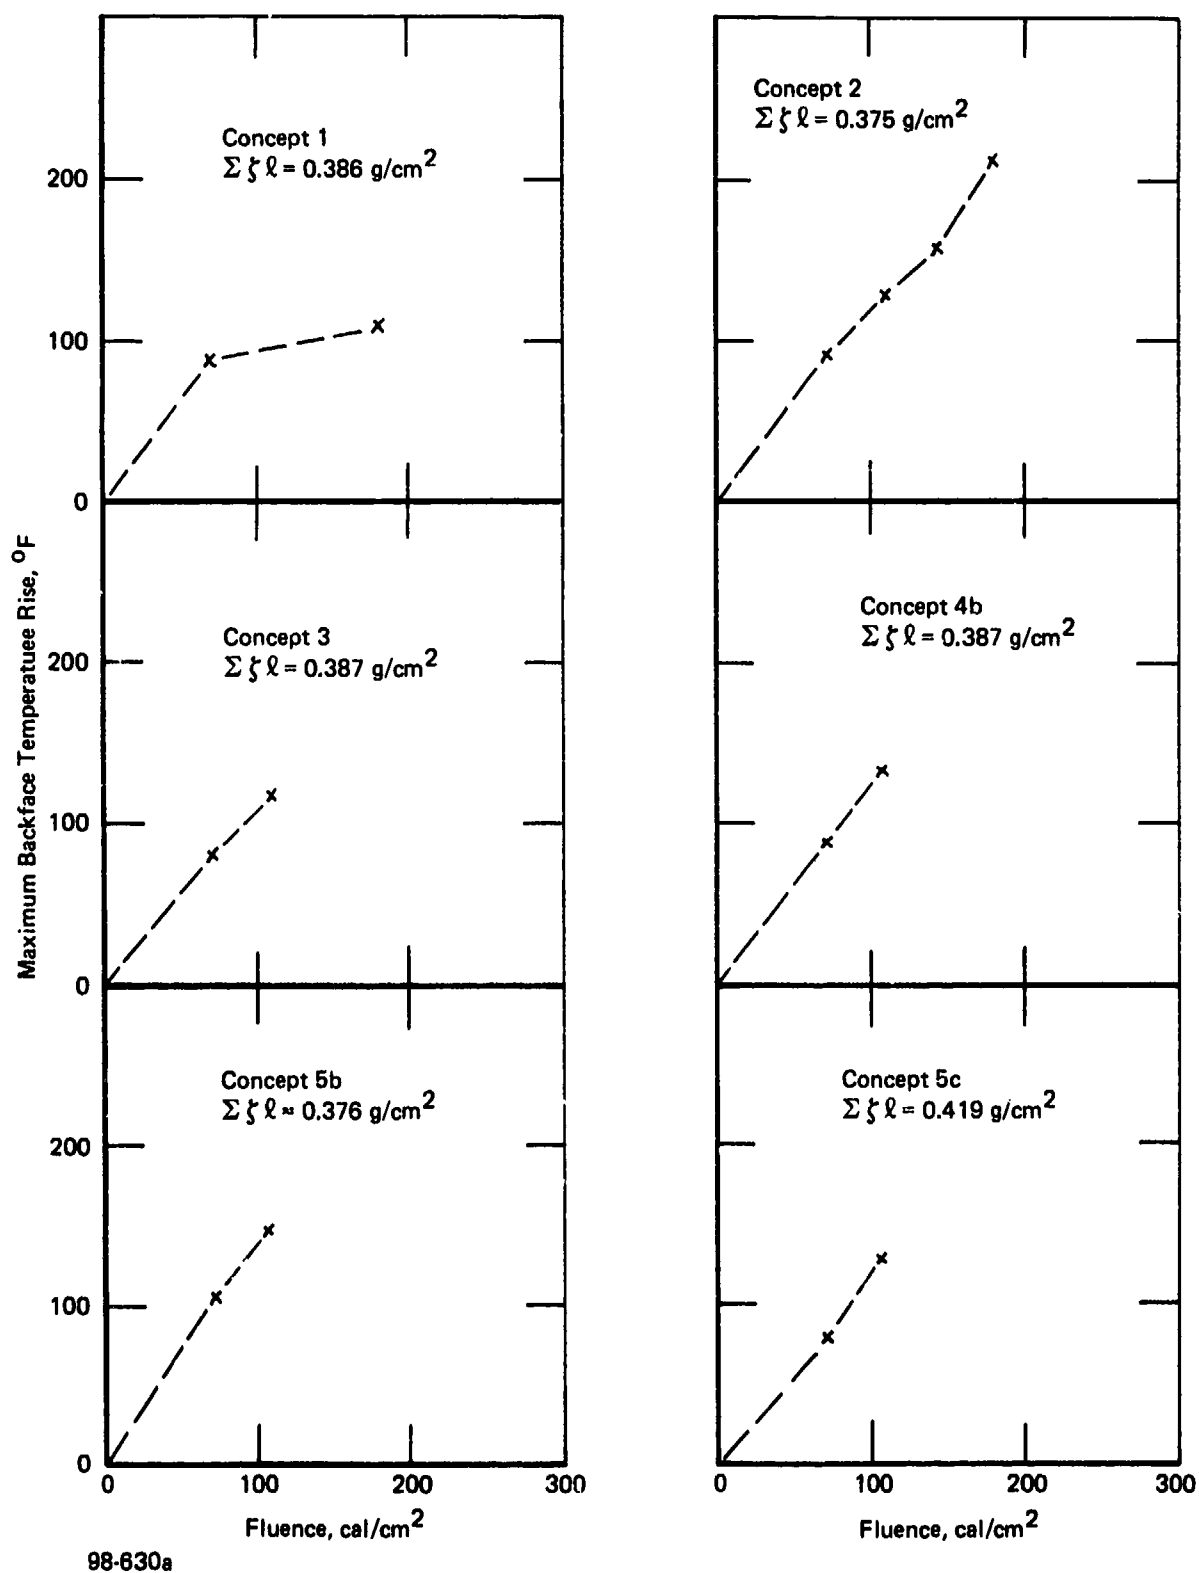 Concept 1
Σ ζ ℓ = 0.386 g/cm²
Concept 2
Σ ζ ℓ = 0.375 g/cm²
200
100
0
Maximum Backface Temperatuee Rise, °F
Concept 3
Σ ζ ℓ = 0.387 g/cm²
Concept 4b
Σ ζ ℓ = 0.387 g/cm²
200
100
0
Concept 5b
Σ ζ ℓ ≈ 0.376 g/cm²
Concept 5c
Σ ζ ℓ = 0.419 g/cm²
200
100
0
0 100 200 300
0 100 200 300
Fluence, cal/cm²
Fluence, cal/cm²
98-630a